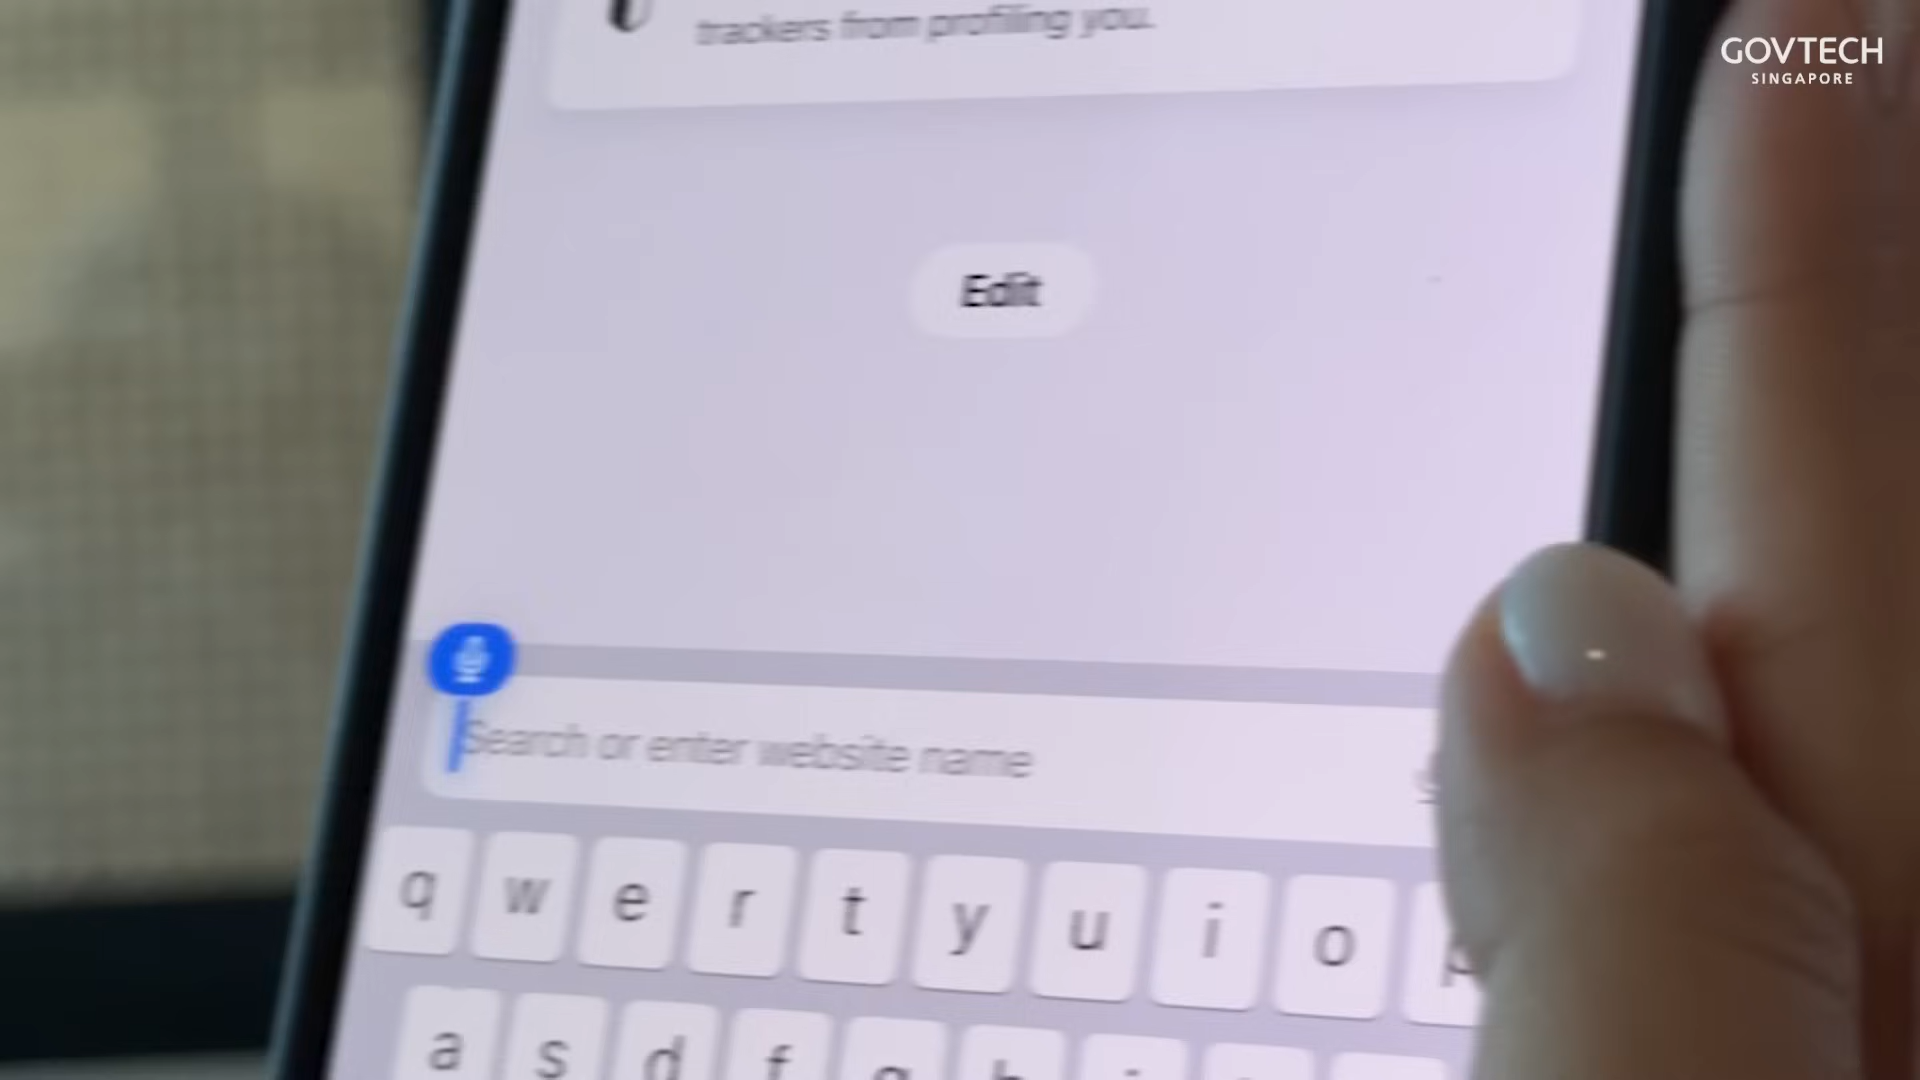 trackers from profiling you.
GOVTECH
SINGAPORE
Edit
Search or enter website name
q w e r t y u i o p
a s d f g h j